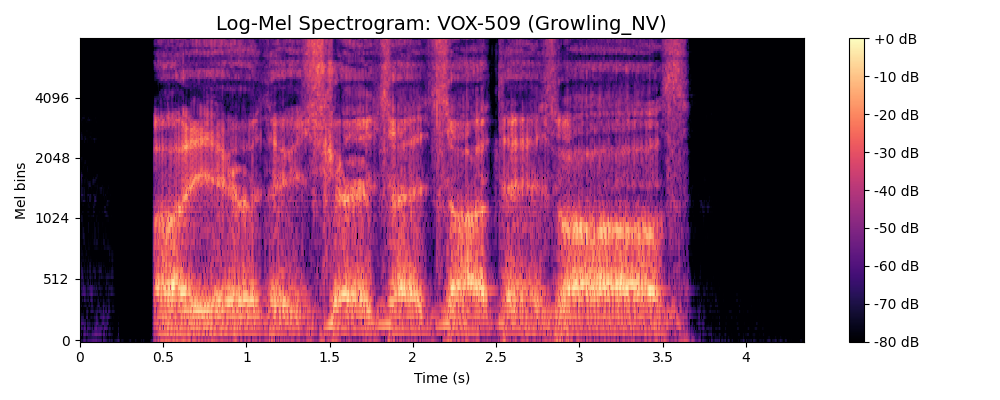 Log-Mel Spectrogram: VOX-509 (Growling_NV)
Mel bins
4096
2048
1024
512
0
0 0.5 1 1.5 2 2.5 3 3.5 4
Time (s)
+0 dB
-10 dB
-20 dB
-30 dB
-40 dB
-50 dB
-60 dB
-70 dB
-80 dB